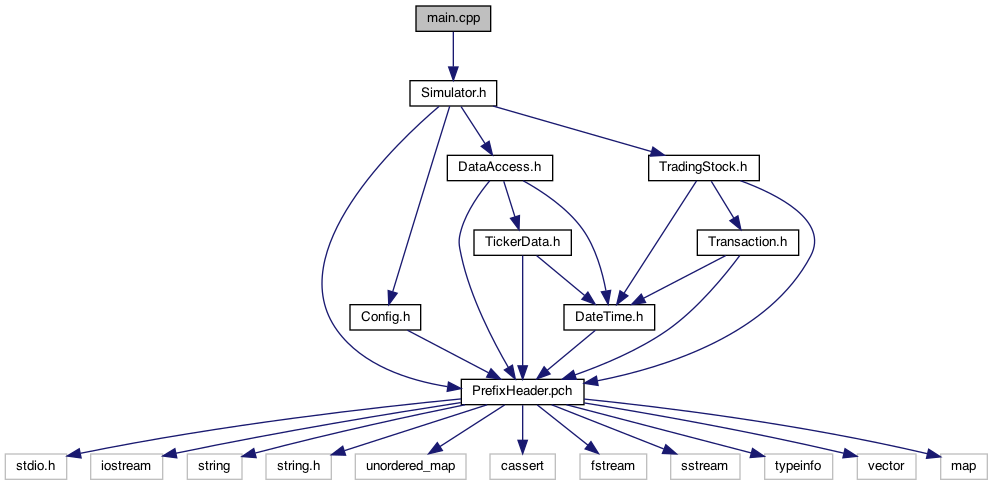 main.cpp
Simulator.h
DataAccess.h
TradingStock.h
TickerData.h
Transaction.h
Config.h
DateTime.h
PrefixHeader.pch
stdio.h
iostream
string
string.h
unordered_map
cassert
fstream
sstream
typeinfo
vector
map